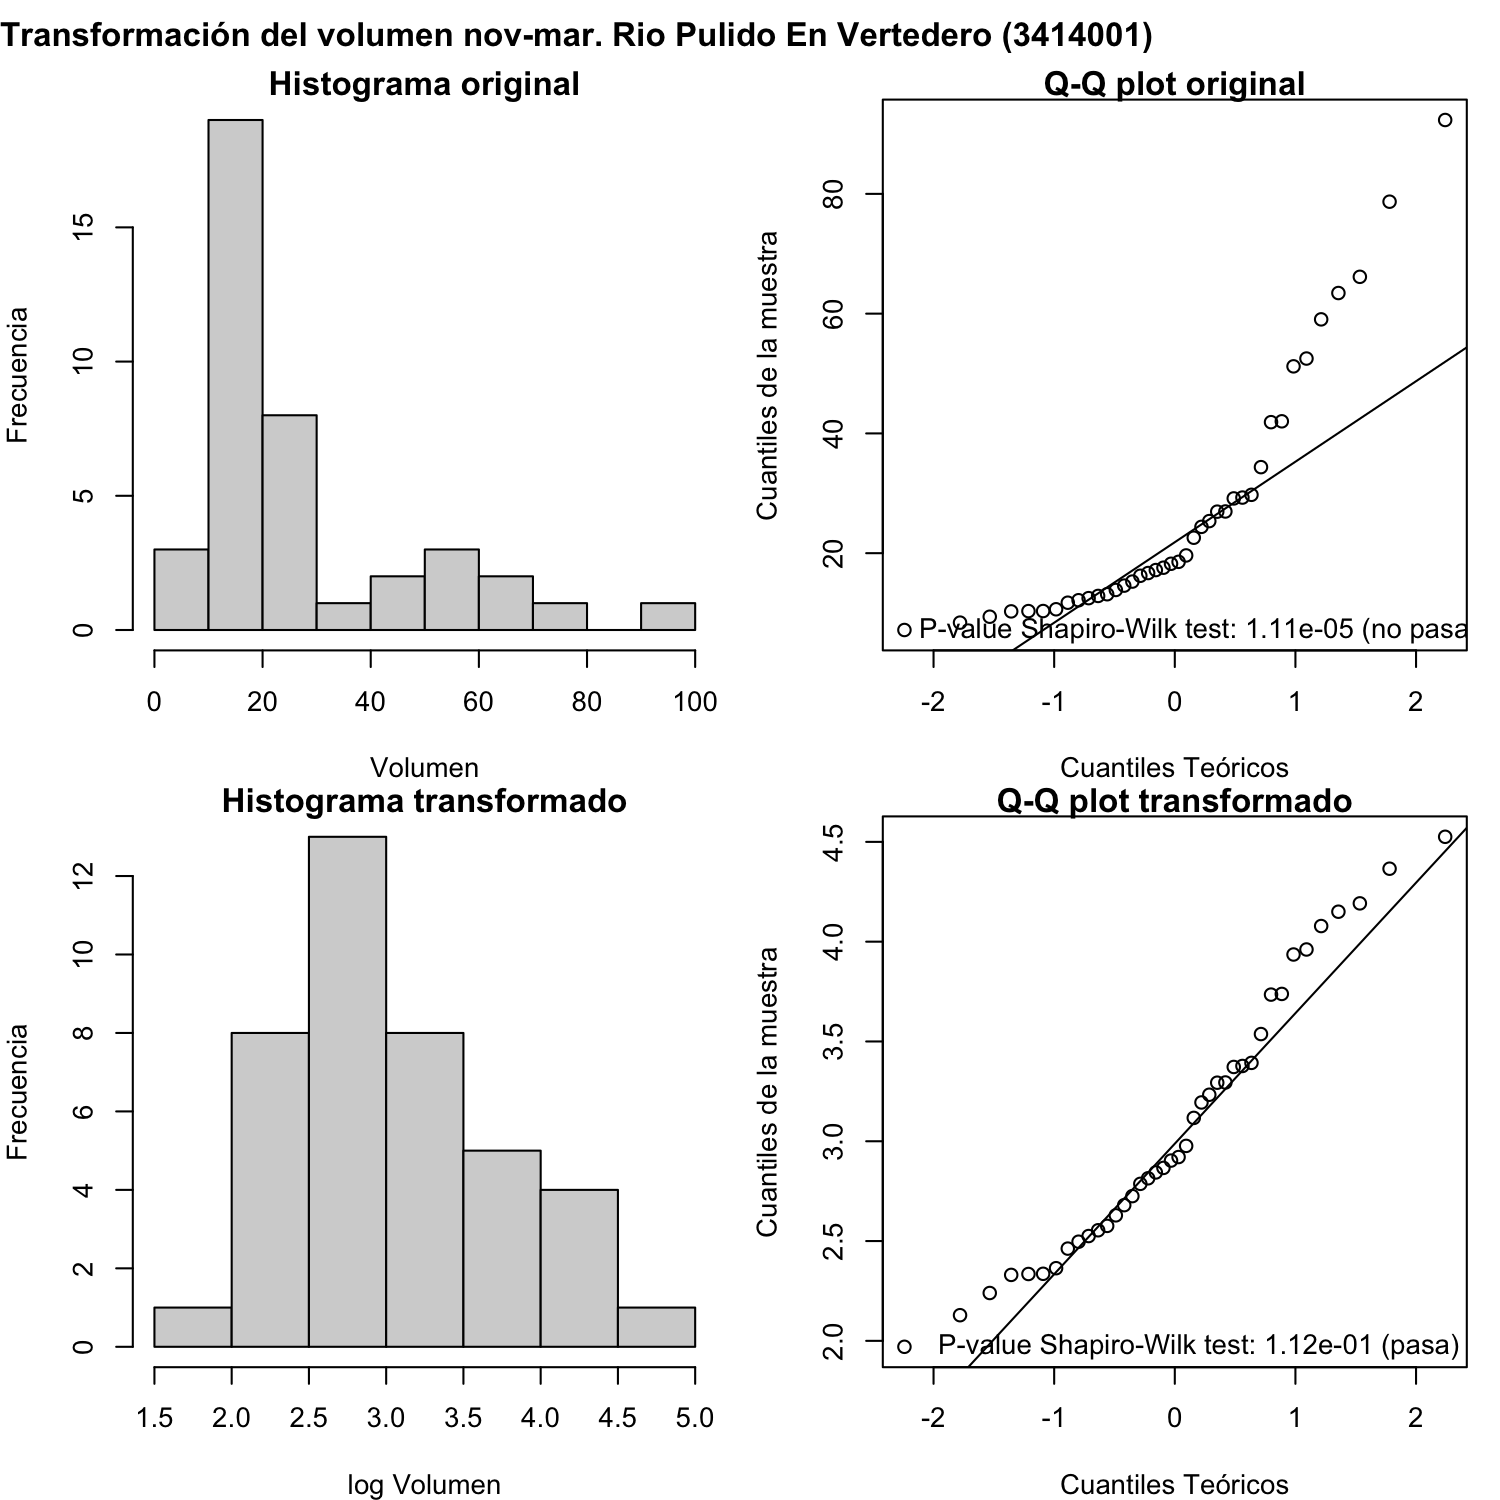 Transformación del volumen nov-mar. Rio Pulido En Vertedero (3414001)
Histograma original
Frecuencia
0 5 10 15
0 20 40 60 80 100
Volumen
Q-Q plot original
Cuantiles de la muestra
20 40 60 80
P-value Shapiro-Wilk test: 1.11e-05 (no pasa
-2 -1 0 1 2
Cuantiles Teóricos
Histograma transformado
Frecuencia
0 2 4 6 8 10 12
1.5 2.0 2.5 3.0 3.5 4.0 4.5 5.0
log Volumen
Q-Q plot transformado
Cuantiles de la muestra
2.0 2.5 3.0 3.5 4.0 4.5
P-value Shapiro-Wilk test: 1.12e-01 (pasa)
-2 -1 0 1 2
Cuantiles Teóricos